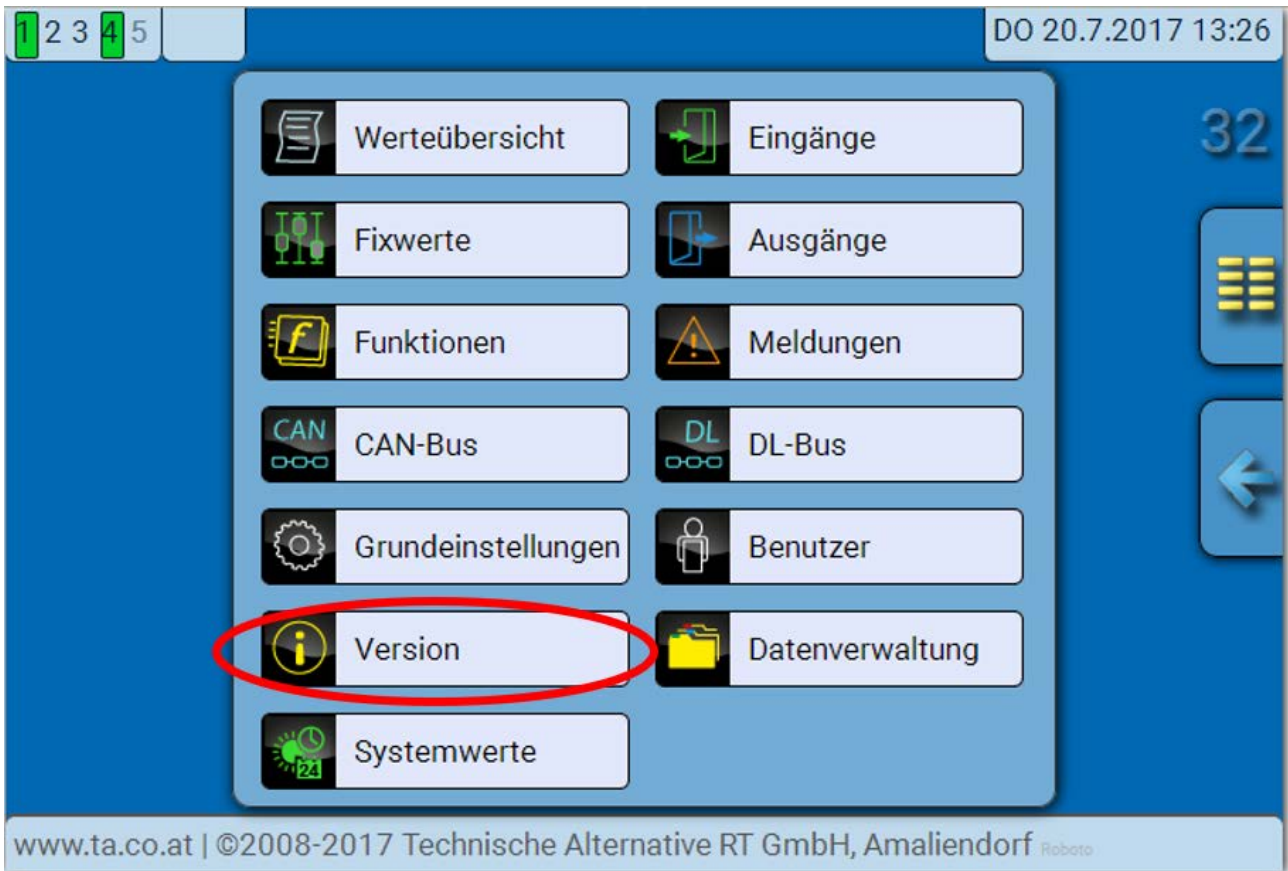 1 2 3 4 5
DO 20.7.2017 13:26
32
Werteübersicht
Eingänge
Fixwerte
Ausgänge
f Funktionen
Meldungen
CAN CAN-Bus
DL DL-Bus
Grundeinstellungen
Benutzer
i Version
Datenverwaltung
24 Systemwerte
www.ta.co.at | ©2008-2017 Technische Alternative RT GmbH, Amaliendorf Roboto